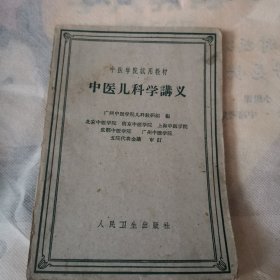 中医学院試用教材
中医儿科学講义
广州中医学院儿科教研組 編
北京中医学院 南京中医学院 上海中医学院
成都中医学院 广州中医学院
五院代表会議 审訂
人民卫生出版社